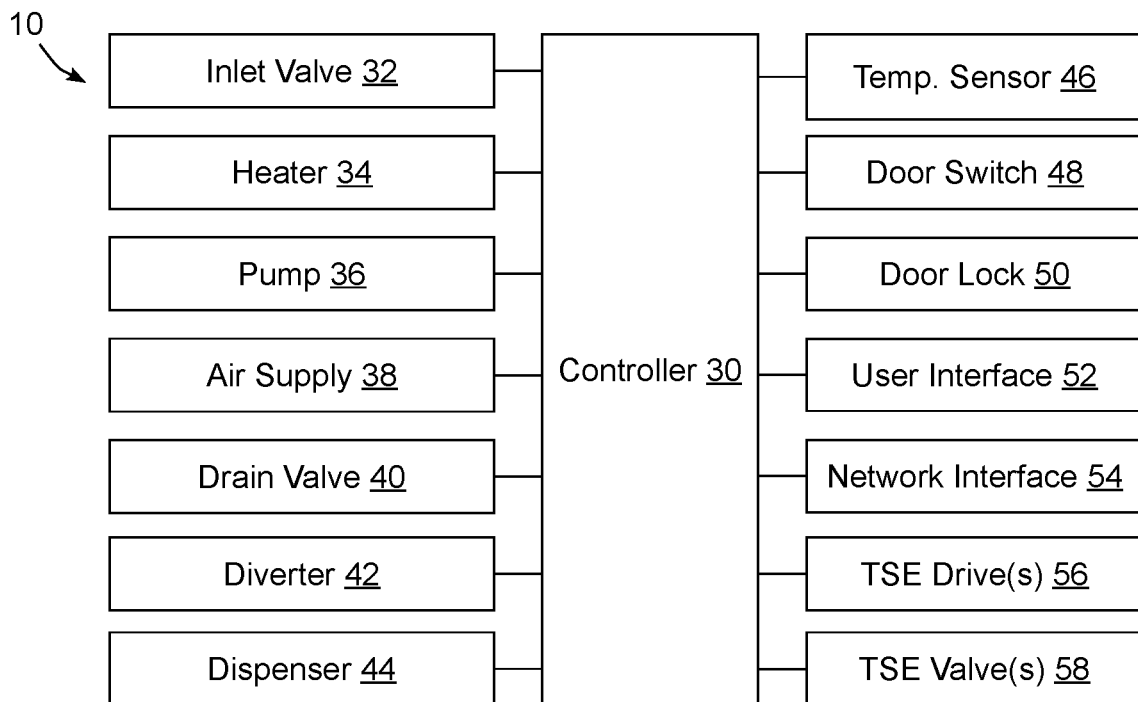 10
Inlet Valve 32
Heater 34
Pump 36
Air Supply 38
Drain Valve 40
Diverter 42
Dispenser 44
Controller 30
Temp. Sensor 46
Door Switch 48
Door Lock 50
User Interface 52
Network Interface 54
TSE Drive(s) 56
TSE Valve(s) 58